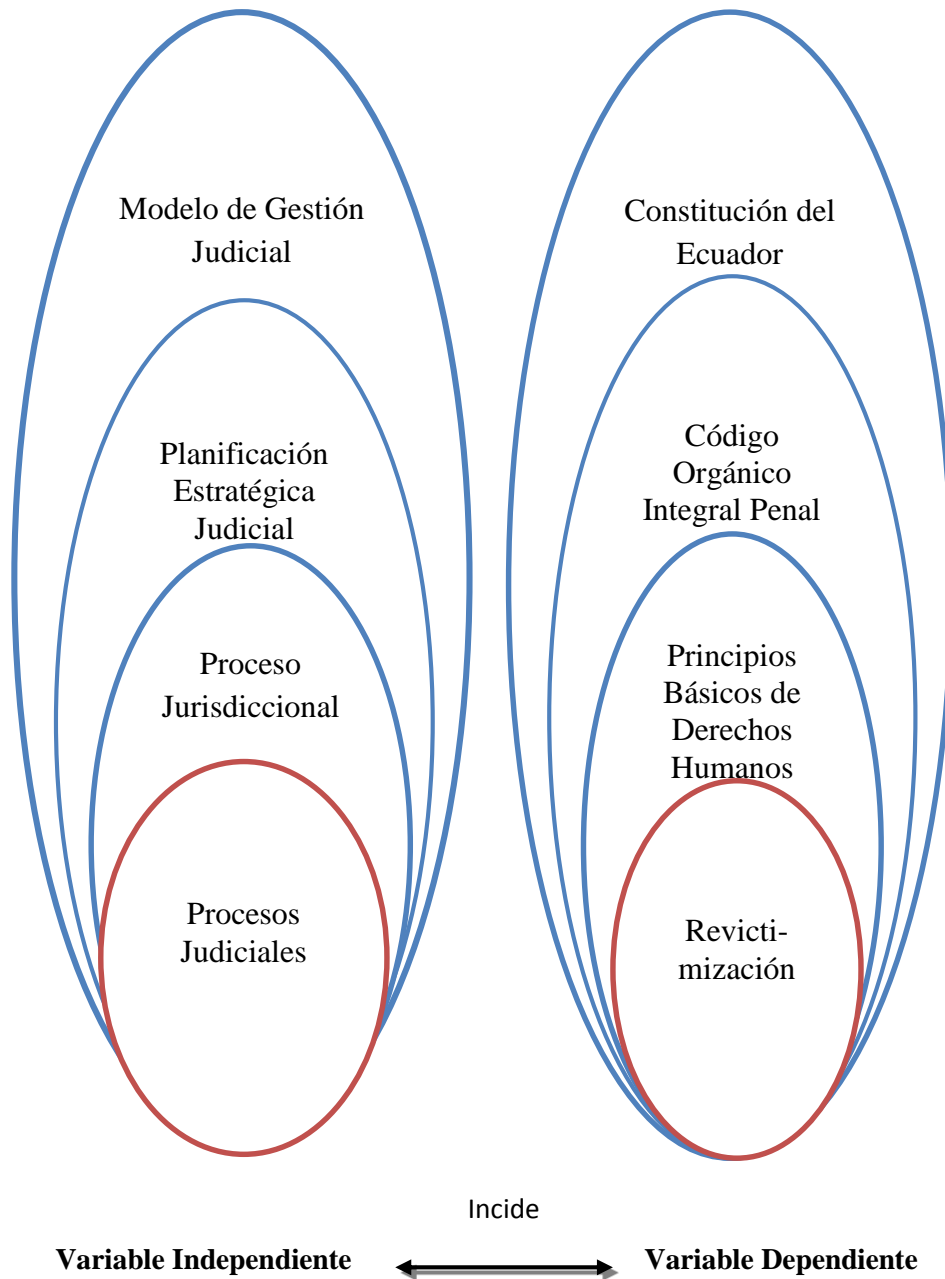 Modelo de Gestión
Judicial
Planificación
Estratégica
Judicial
Proceso
Jurisdiccional
Procesos
Judiciales
Constitución del
Ecuador
Código
Orgánico
Integral Penal
Principios
Básicos de
Derechos
Humanos
Revicti-
mización
Incide
Variable Independiente
Variable Dependiente